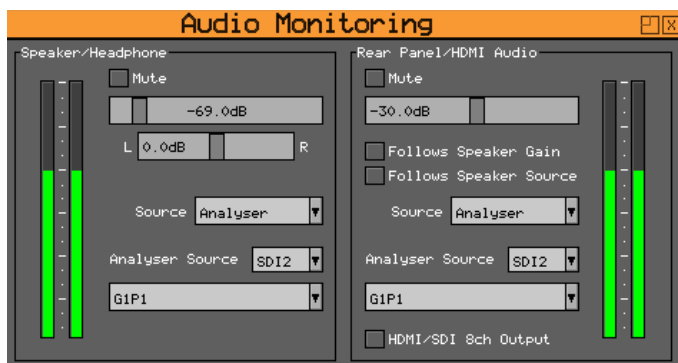 Audio Monitoring
Speaker/Headphone
Mute
-69.0dB
L 0.0dB R
Source Analyser
Analyser Source SDI2
G1P1
Rear Panel/HDMI Audio
Mute
-30.0dB
Follows Speaker Gain
Follows Speaker Source
Source Analyser
Analyser Source SDI2
G1P1
HDMI/SDI 8ch Output